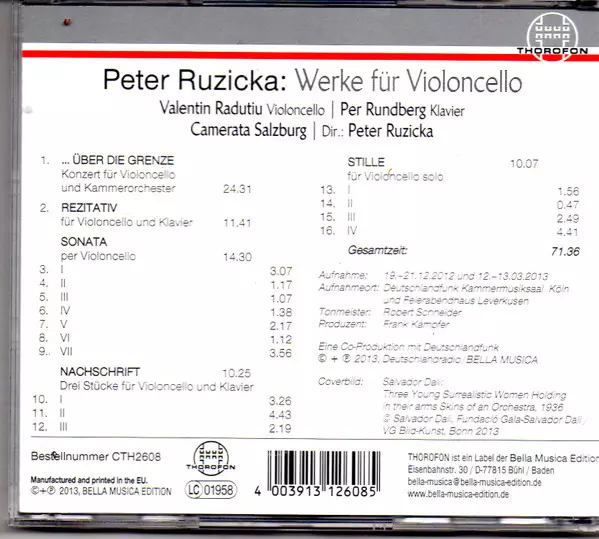 THOROFON
Peter Ruzicka: Werke für Violoncello
Valentin Radutiu Violoncello | Per Rundberg Klavier
Camerata Salzburg | Dir.: Peter Ruzicka
1. ... ÜBER DIE GRENZE
Konzert für Violoncello
und Kammerorchester 24.31
2. REZITATIV
für Violoncello und Klavier 11.41
SONATA
per Violoncello 14.30
3. I 3.07
4. II 1.17
5. III 1.07
6. IV 1.38
7. V 2.17
8. VI 1.12
9. VII 3.56
NACHSCHRIFT 10.25
Drei Stücke für Violoncello und Klavier
10. I 3.26
11. II 4.43
12. III 2.19
STILLE 10.07
für Violoncello solo
13. I 1.56
14. II 0.47
15. III 2.49
16. IV 4.41
Gesamtzeit: 71.36
Aufnahme: 19.–21.12.2012 und 12.–13.03.2013
Aufnahmeort: Deutschlandfunk Kammermusiksaal Köln
und Feierabendhaus Leverkusen
Tonmeister: Robert Schneider
Produzent: Frank Kämpfer
Eine Co-Produktion mit Deutschlandfunk
© + ℗ 2013, Deutschlandradio / BELLA MUSICA
Coverbild: Salvador Dalí:
Three Young Surrealistic Women Holding
in their arms Skins of an Orchestra, 1936
© Salvador Dalí, Fundació Gala-Salvador Dalí /
VG Bild-Kunst, Bonn 2013
Bestellnummer CTH2608
Manufactured and printed in the EU.
©+℗ 2013, BELLA MUSICA EDITION
THOROFON
LC 01958
4 003913 126085
THOROFON ist ein Label der Bella Musica Edition
Eisenbahnstr. 30 / D-77815 Bühl / Baden
bella-musica@bella-musica-edition.de
www.bella-musica-edition.de